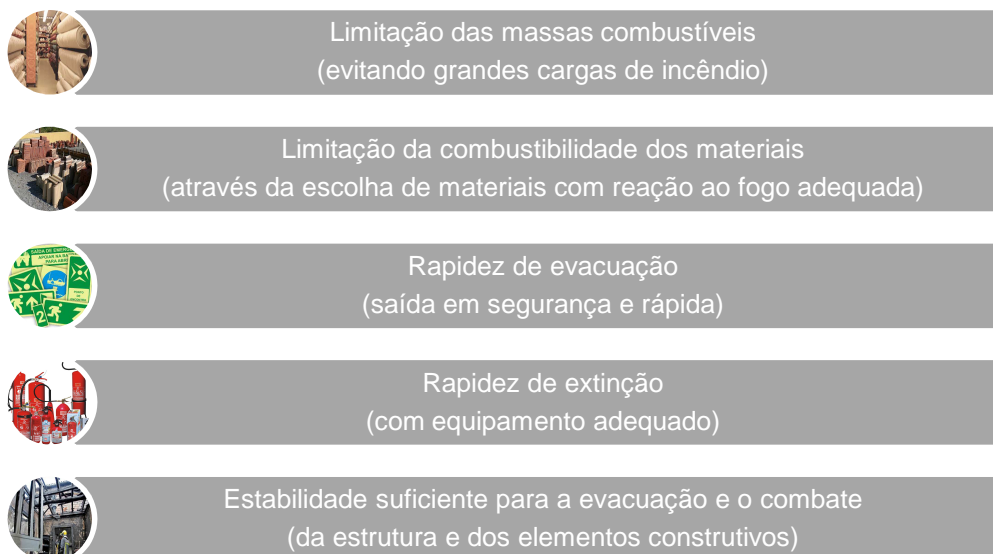 Limitação das massas combustíveis
(evitando grandes cargas de incêndio)
Limitação da combustibilidade dos materiais
(através da escolha de materiais com reação ao fogo adequada)
Rapidez de evacuação
(saída em segurança e rápida)
Rapidez de extinção
(com equipamento adequado)
Estabilidade suficiente para a evacuação e o combate
(da estrutura e dos elementos construtivos)